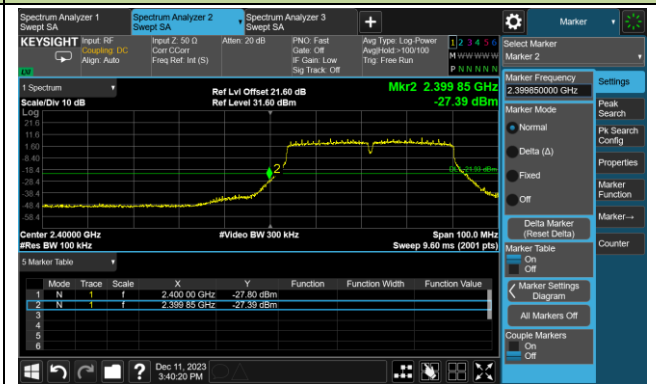 Spectrum Analyzer 1
Swept SA
Spectrum Analyzer 2
Swept SA
Spectrum Analyzer 3
Swept SA
Marker
KEYSIGHT
Input: RF
Coupling: DC
Align: Auto
Input Z: 50 Ω
Corr CCorr
Freq Ref: Int (S)
Atten: 20 dB
PNO: Fast
Gate: Off
IF Gain: Low
Sig Track: Off
Avg Type: Log-Power
Avg|Hold:>100/100
Trig: Free Run
1 2 3 4 5 6
M W W W W W
P N N N N N
LXI
1 Spectrum
Scale/Div 10 dB
Log
Ref Lvl Offset 21.60 dB
Ref Level 31.60 dBm
Mkr2 2.399 85 GHz
-27.39 dBm
21.6
11.6
1.60
-8.40
-18.4
-28.4
-38.4
-48.4
-58.4
2
Center 2.40000 GHz
#Res BW 100 kHz
#Video BW 300 kHz
Span 100.0 MHz
Sweep 9.60 ms (2001 pts)
5 Marker Table
Mode Trace Scale X Y Function Function Width Function Value
1 N 1 f 2.400 00 GHz -27.80 dBm
2 N 1 f 2.399 85 GHz -27.39 dBm
3
4
5
6
Dec 11, 2023
3:40:20 PM
Select Marker
Marker 2
Marker Frequency
2.399850000 GHz
Marker Mode
Normal
Delta (Δ)
Fixed
Off
Delta Marker
(Reset Delta)
Marker Table
On
Off
Marker Settings
Diagram
All Markers Off
Couple Markers
On
Off
Settings
Peak
Search
Pk Search
Config
Properties
Marker
Function
Marker→
Counter